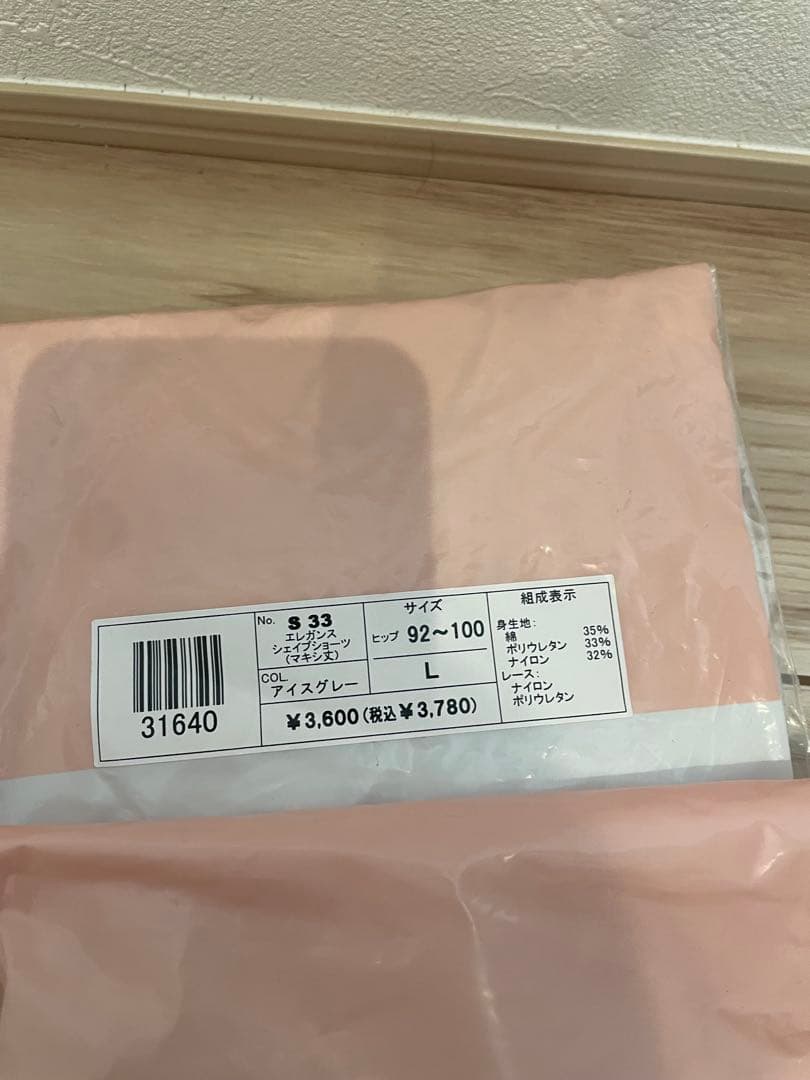 31640
No. S 33
エレガンス
シェイプショーツ
(マキシ丈)
COL.
アイスグレー
サイズ
ヒップ 92~100
L
¥3,600(税込¥3,780)
組成表示
身生地:
綿 35%
ポリウレタン 33%
ナイロン 32%
レース:
ナイロン
ポリウレタン